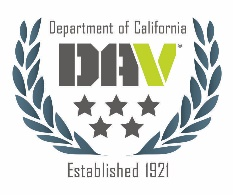 Department of California
DAV®
Established 1921